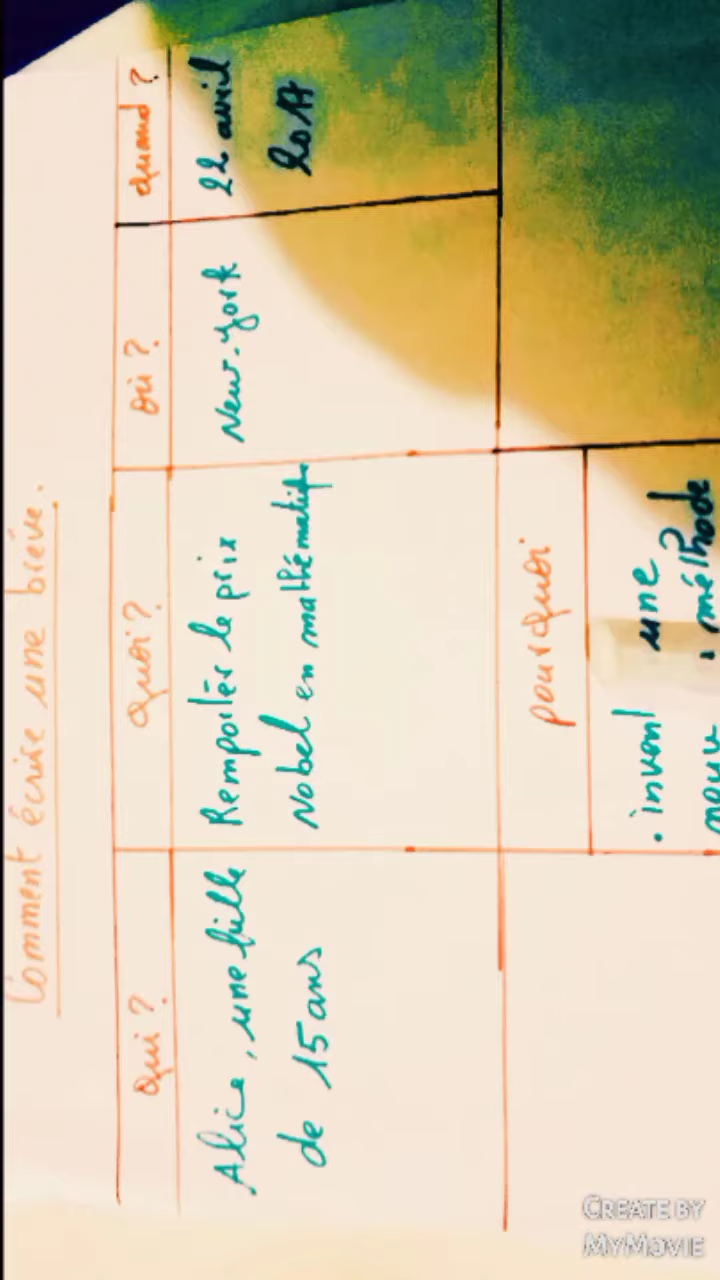 Comment écrire une brève.
qui ?
quoi ?
où ?
quand ?
Alice, une fille
de 15 ans
Remporter le prix
Nobel en mathématique
New-york
22 avril
2017
pourquoi
. invent une
méthode
CREATE BY
MYMOVIE